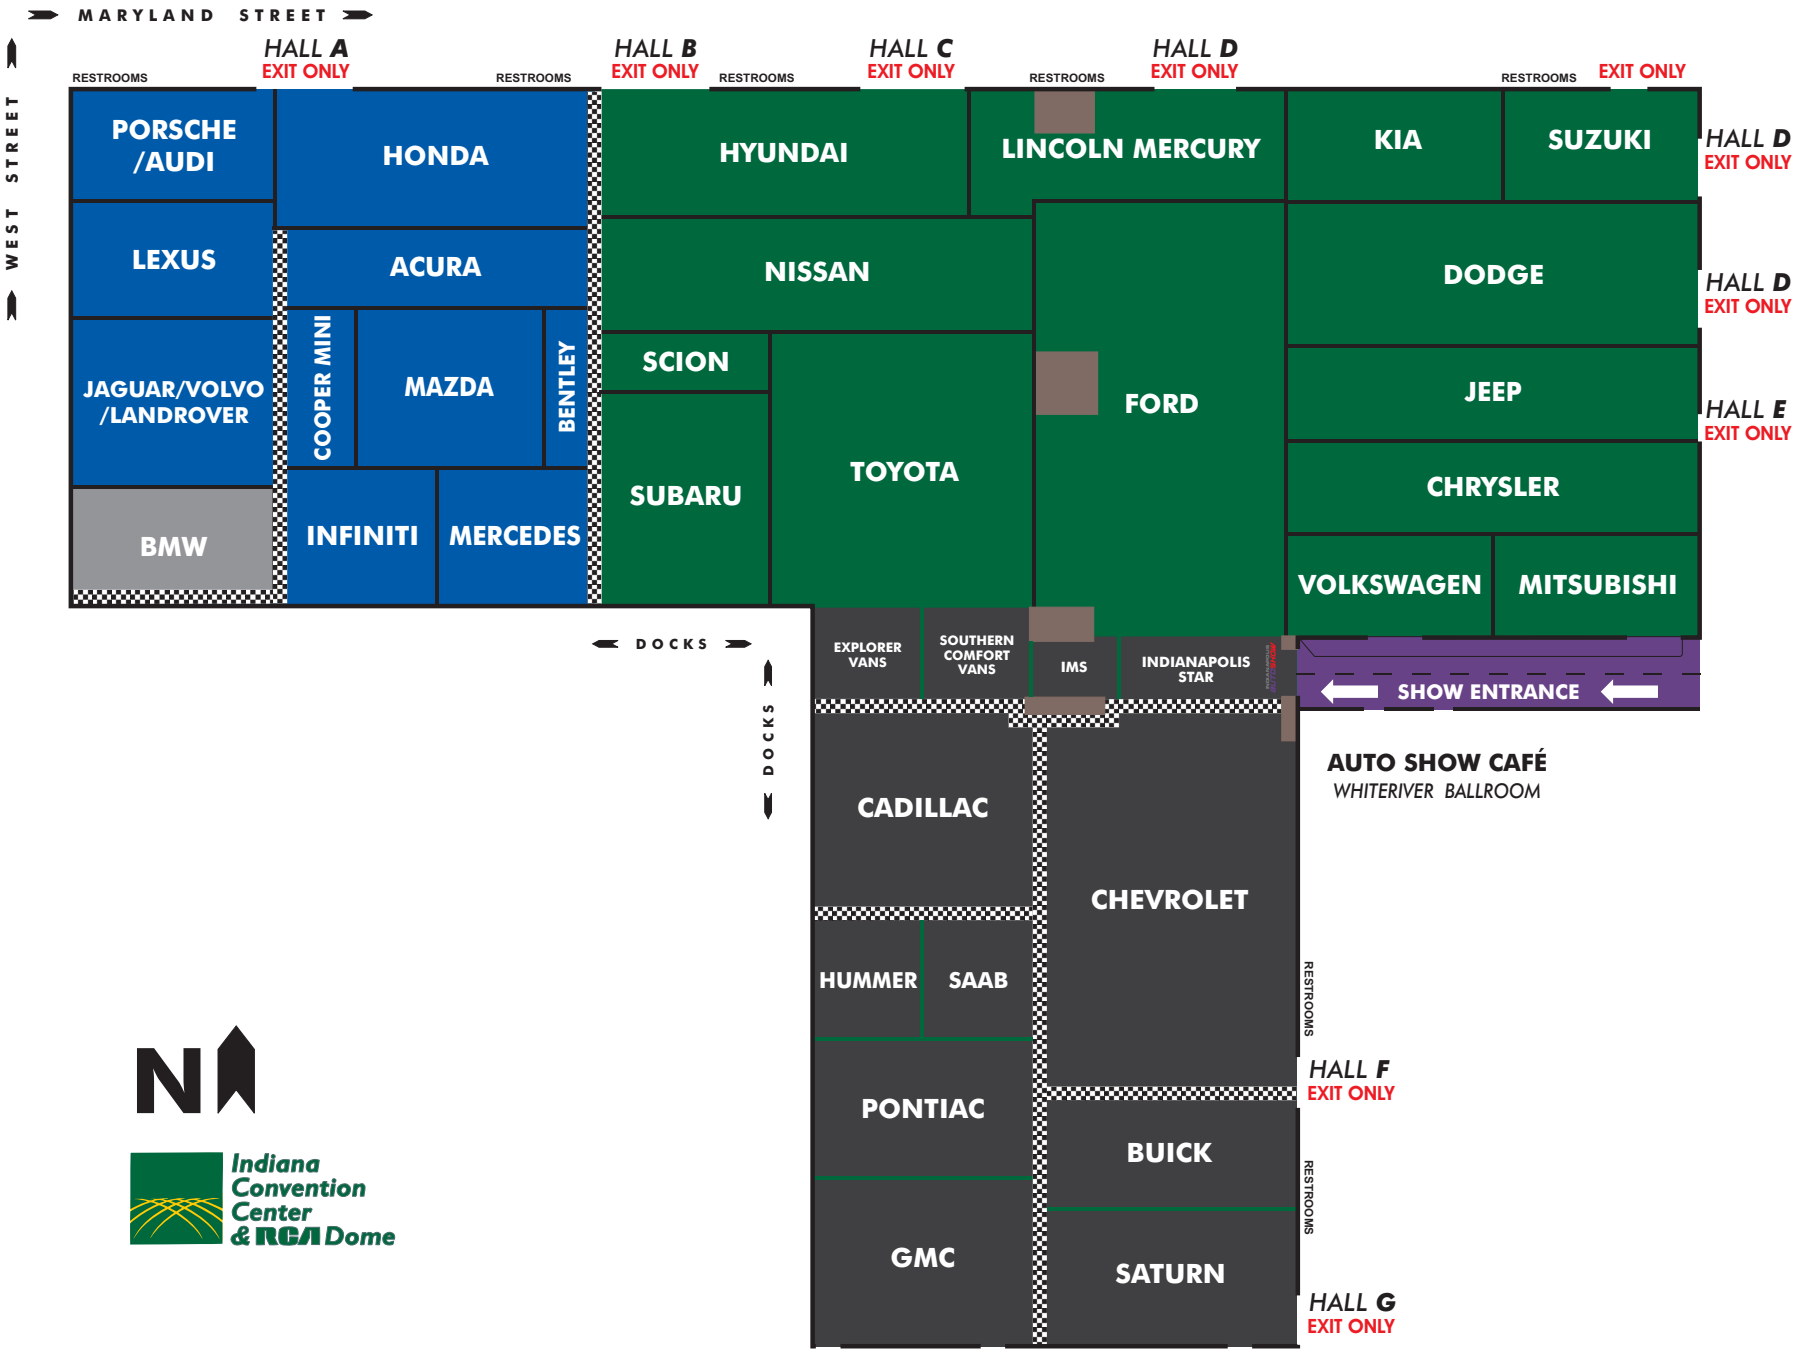 MARYLAND STREET
WEST STREET
HALL A
EXIT ONLY
HALL B
EXIT ONLY
HALL C
EXIT ONLY
HALL D
EXIT ONLY
EXIT ONLY
RESTROOMS
RESTROOMS
RESTROOMS
RESTROOMS
RESTROOMS
PORSCHE
/AUDI
HONDA
HYUNDAI
LINCOLN MERCURY
KIA
SUZUKI
HALL D
EXIT ONLY
LEXUS
ACURA
NISSAN
DODGE
HALL D
EXIT ONLY
JAGUAR/VOLVO
/LANDROVER
COOPER MINI
MAZDA
BENTLEY
SCION
FORD
JEEP
HALL E
EXIT ONLY
SUBARU
TOYOTA
CHRYSLER
BMW
INFINITI
MERCEDES
VOLKSWAGEN
MITSUBISHI
DOCKS
DOCKS
EXPLORER
VANS
SOUTHERN
COMFORT
VANS
IMS
INDIANAPOLIS
STAR
INDIANAPOLIS
AUTO SHOW
SHOW ENTRANCE
AUTO SHOW CAFÉ
WHITERIVER BALLROOM
CADILLAC
CHEVROLET
HUMMER
SAAB
RESTROOMS
HALL F
EXIT ONLY
PONTIAC
BUICK
RESTROOMS
GMC
SATURN
HALL G
EXIT ONLY
N
Indiana
Convention
Center
& RCA Dome